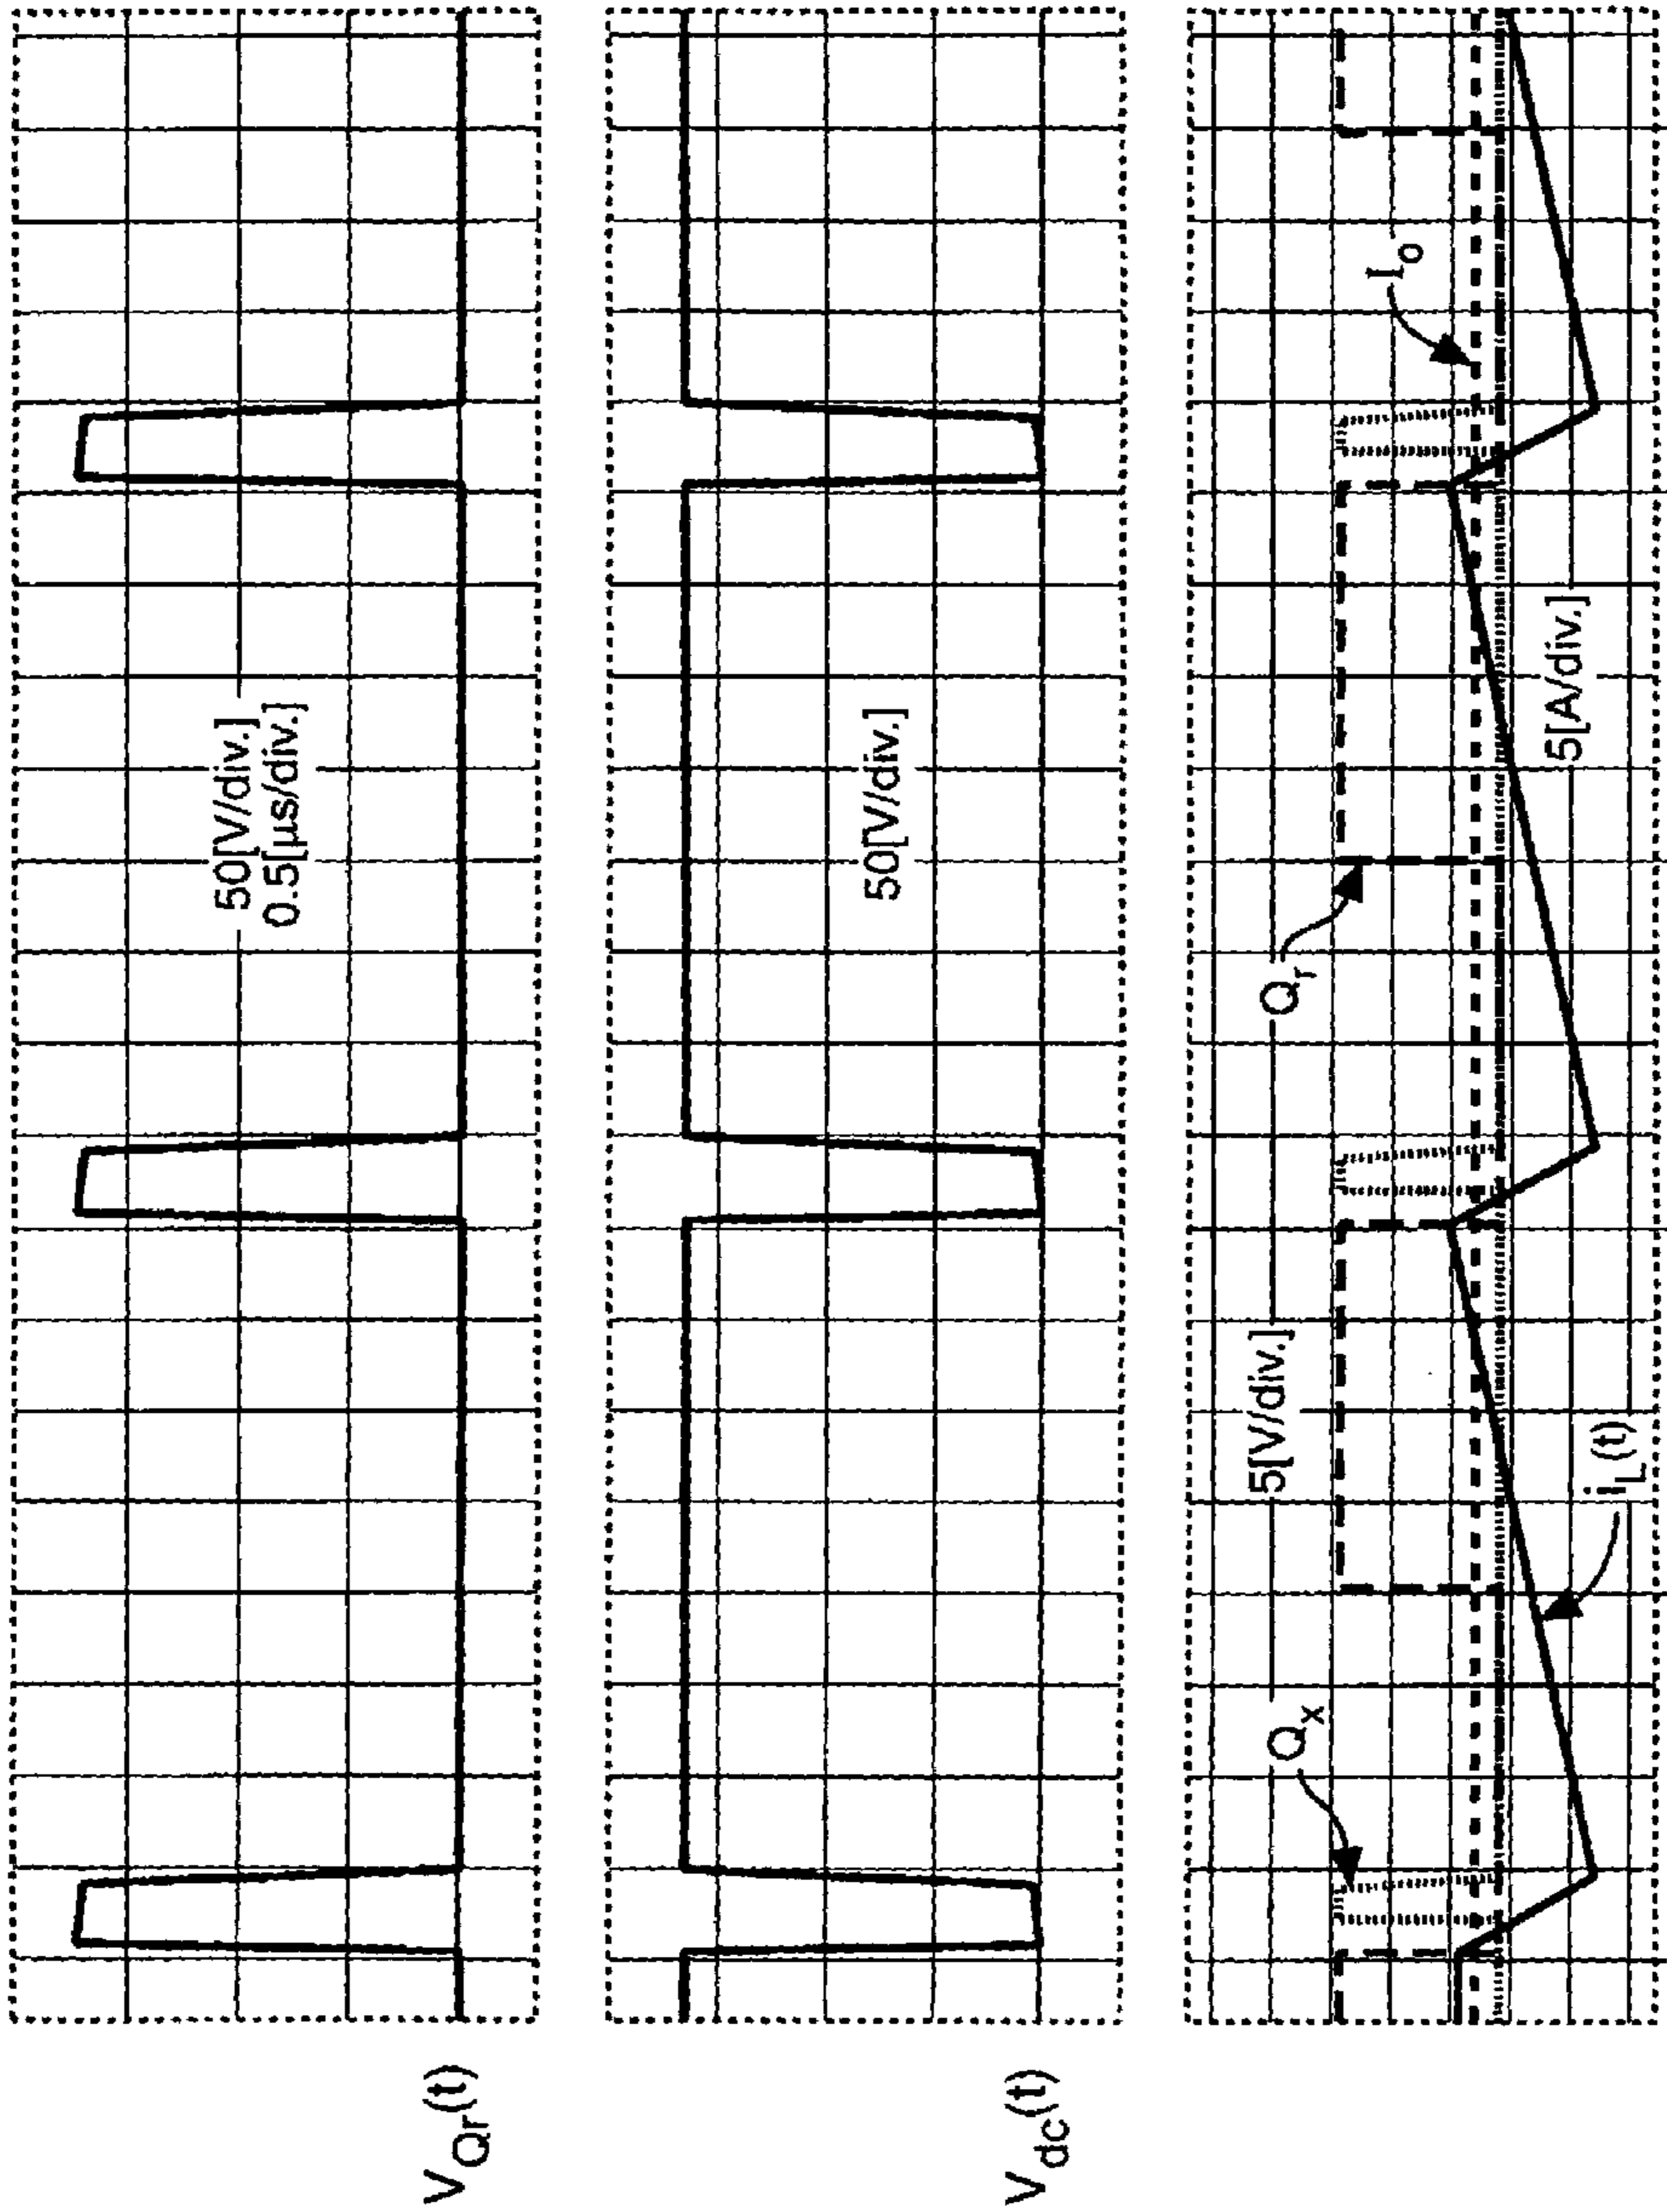 V_Qr(t)
50[V/div.]
0.5[μs/div.]
V_dc(t)
50[V/div.]
Q_x
5[V/div.]
Q_r
I_o
i_L(t)
5[A/div.]